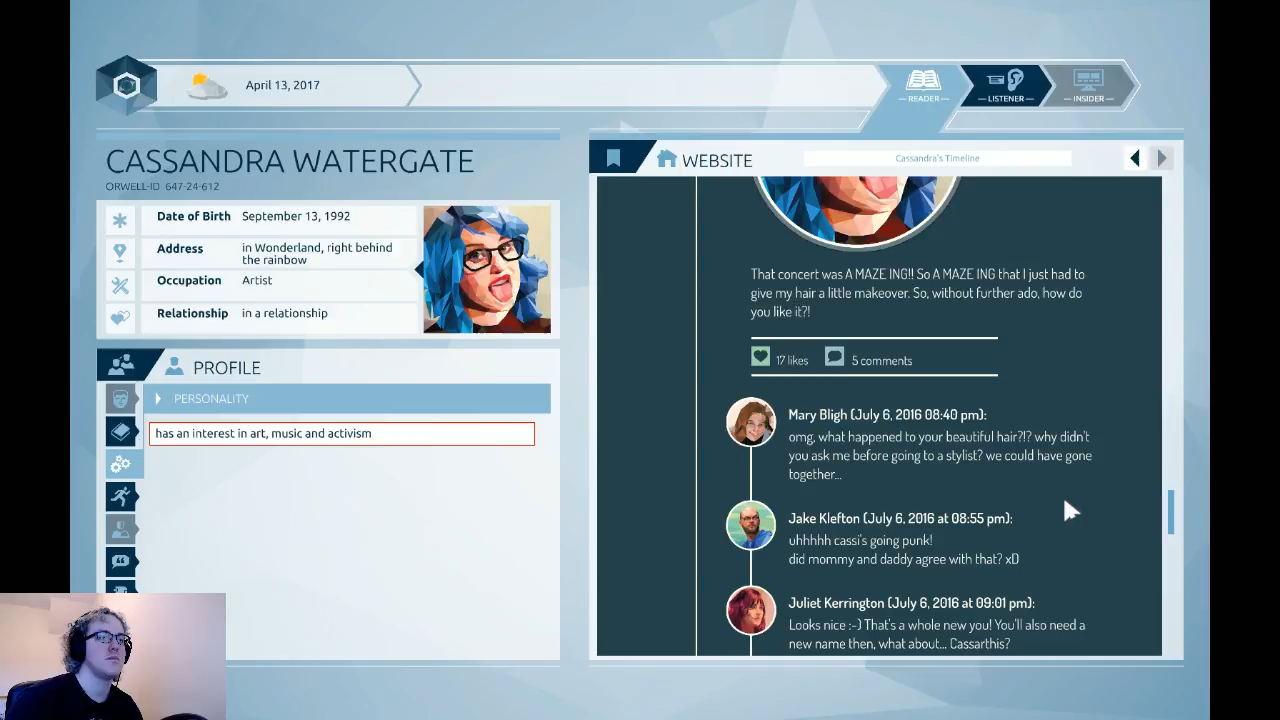 April 13, 2017
READER
LISTENER
INSIDER
CASSANDRA WATERGATE
ORWELL-ID 647-24-612
Date of Birth September 13, 1992
Address in Wonderland, right behind
the rainbow
Occupation Artist
Relationship in a relationship
PROFILE
PERSONALITY
has an interest in art, music and activism
WEBSITE
Cassandra's Timeline
That concert was A MAZE ING!! So A MAZE ING that I just had to
give my hair a little makeover. So, without further ado, how do
you like it?!
17 likes 5 comments
Mary Bligh (July 6, 2016 08:40 pm):
omg, what happened to your beautiful hair?!? why didn't
you ask me before going to a stylist? we could have gone
together...
Jake Klefton (July 6, 2016 at 08:55 pm):
uhhhhh cassi's going punk!
did mommy and daddy agree with that? xD
Juliet Kerrington (July 6, 2016 at 09:01 pm):
Looks nice :-) That's a whole new you! You'll also need a
new name then, what about... Cassarthis?